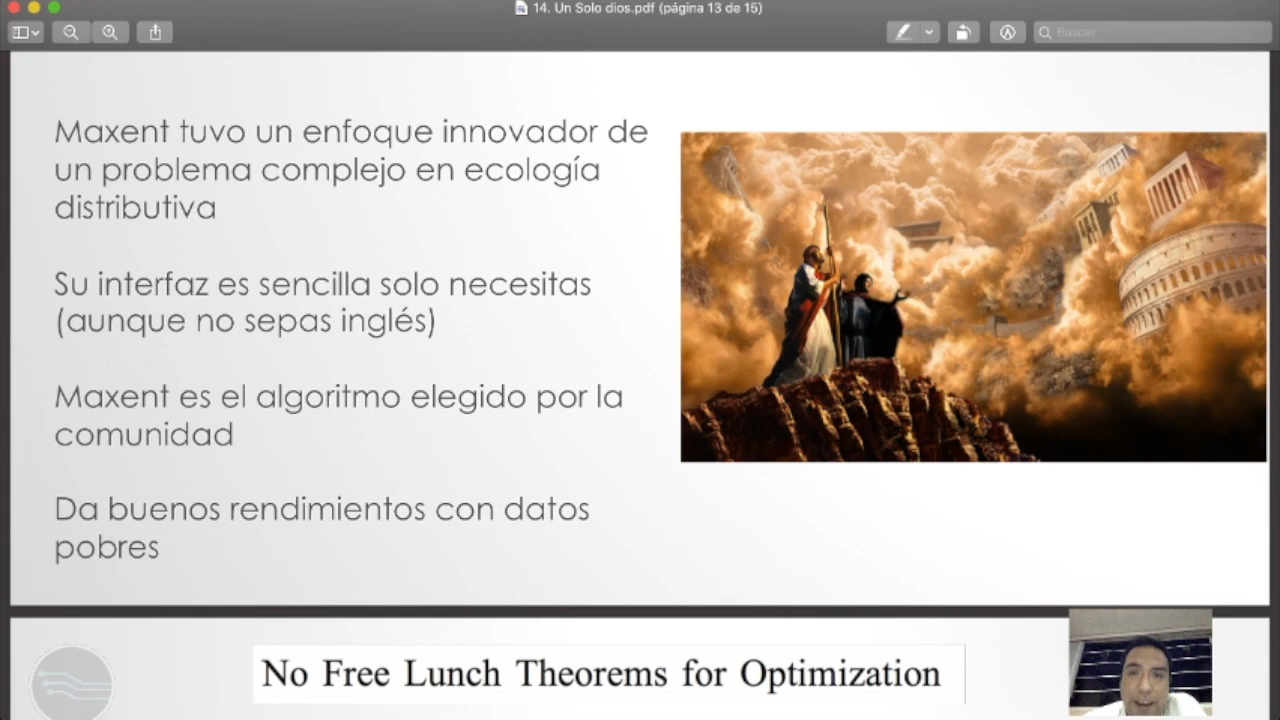 14. Un Solo dios.pdf (página 13 de 15)
Buscar
Maxent tuvo un enfoque innovador de
un problema complejo en ecología
distributiva
Su interfaz es sencilla solo necesitas
(aunque no sepas inglés)
Maxent es el algoritmo elegido por la
comunidad
Da buenos rendimientos con datos
pobres
No Free Lunch Theorems for Optimization